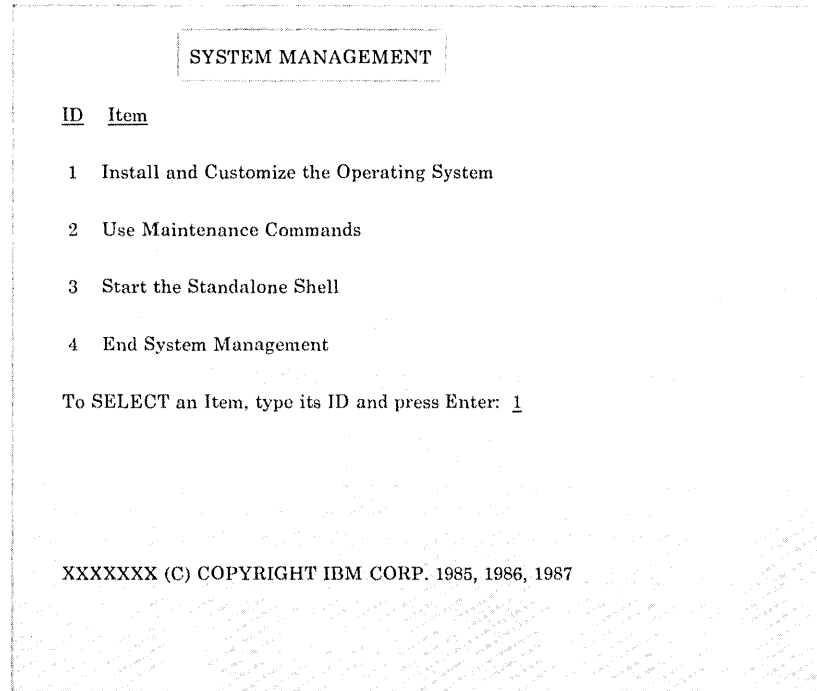 SYSTEM MANAGEMENT
ID Item
1 Install and Customize the Operating System
2 Use Maintenance Commands
3 Start the Standalone Shell
4 End System Management
To SELECT an Item, type its ID and press Enter: 1
XXXXXXX (C) COPYRIGHT IBM CORP. 1985, 1986, 1987